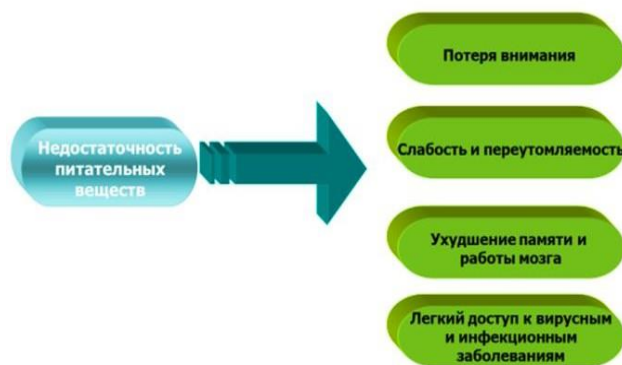 Недостаточность
питательных
веществ
Потеря внимания
Слабость и переутомляемость
Ухудшение памяти и
работы мозга
Легкий доступ к вирусным
и инфекционным
заболеваниям